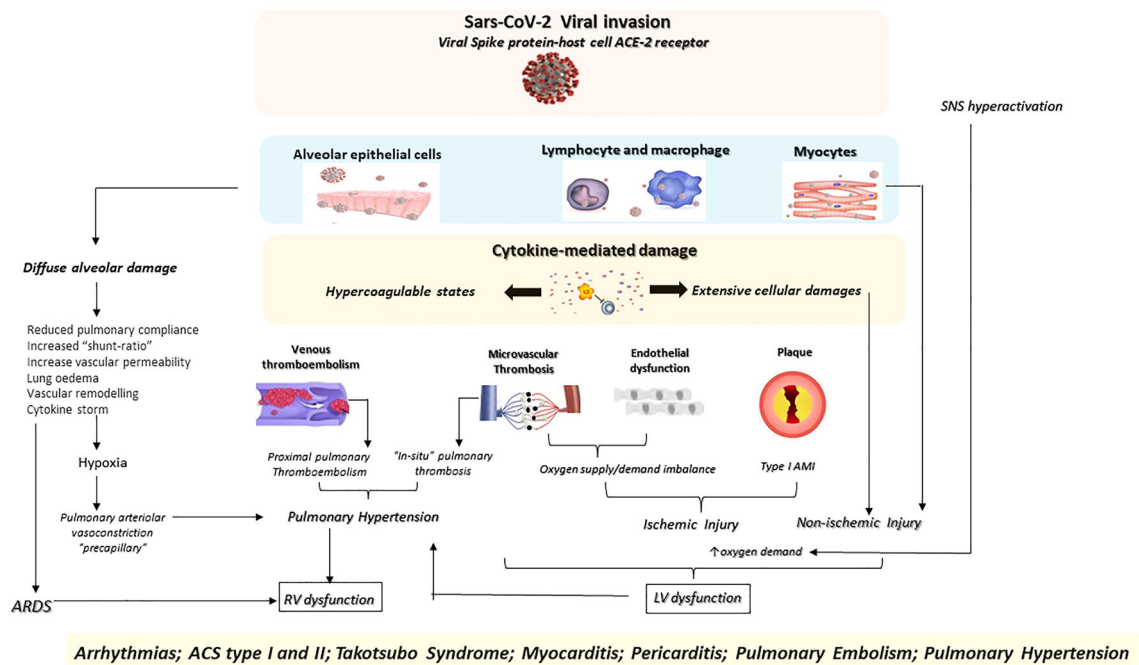 Sars-CoV-2 Viral invasion
Viral Spike protein-host cell ACE-2 receptor
SNS hyperactivation
Alveolar epithelial cells
Lymphocyte and macrophage
Myocytes
Cytokine-mediated damage
Hypercoagulable states
Extensive cellular damages
Diffuse alveolar damage
Reduced pulmonary compliance
Increased “shunt-ratio”
Increase vascular permeability
Lung oedema
Vascular remodelling
Cytokine storm
Hypoxia
Pulmonary arteriolar
vasoconstriction
“precapillary”
ARDS
Venous
thromboembolism
Microvascular
Thrombosis
Endothelial
dysfunction
Plaque
Proximal pulmonary
Thromboembolism
“In-situ” pulmonary
thrombosis
Oxygen supply/demand imbalance
Type I AMI
Pulmonary Hypertension
Ischemic Injury
Non-ischemic Injury
↑ oxygen demand
RV dysfunction
LV dysfunction
Arrhythmias; ACS type I and II; Takotsubo Syndrome; Myocarditis; Pericarditis; Pulmonary Embolism; Pulmonary Hypertension